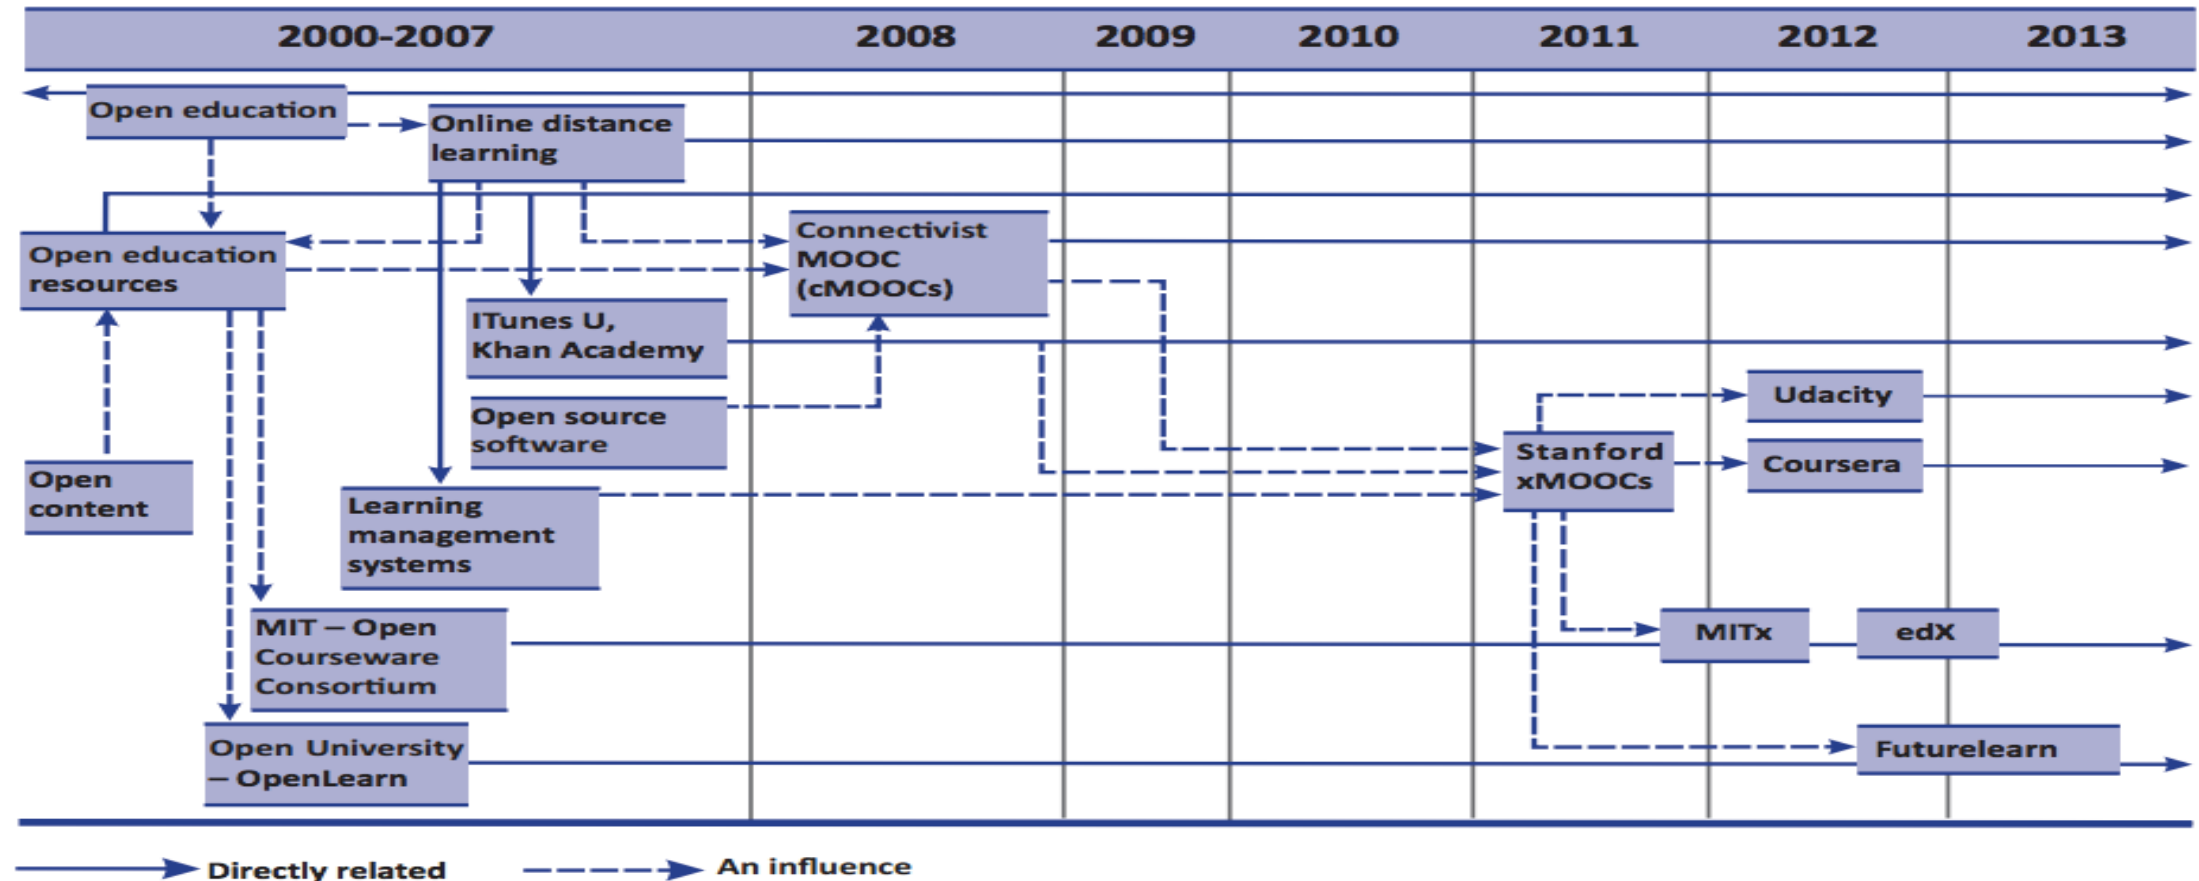 2000-2007 2008 2009 2010 2011 2012 2013
Open education
Online distance
learning
Open education
resources
Connectivist
MOOC
(cMOOCs)
ITunes U,
Khan Academy
Open source
software
Udacity
Stanford
xMOOCs
Coursera
Open
content
Learning
management
systems
MIT – Open
Courseware
Consortium
MITx
edX
Open University
– OpenLearn
Futurelearn
Directly related
An influence